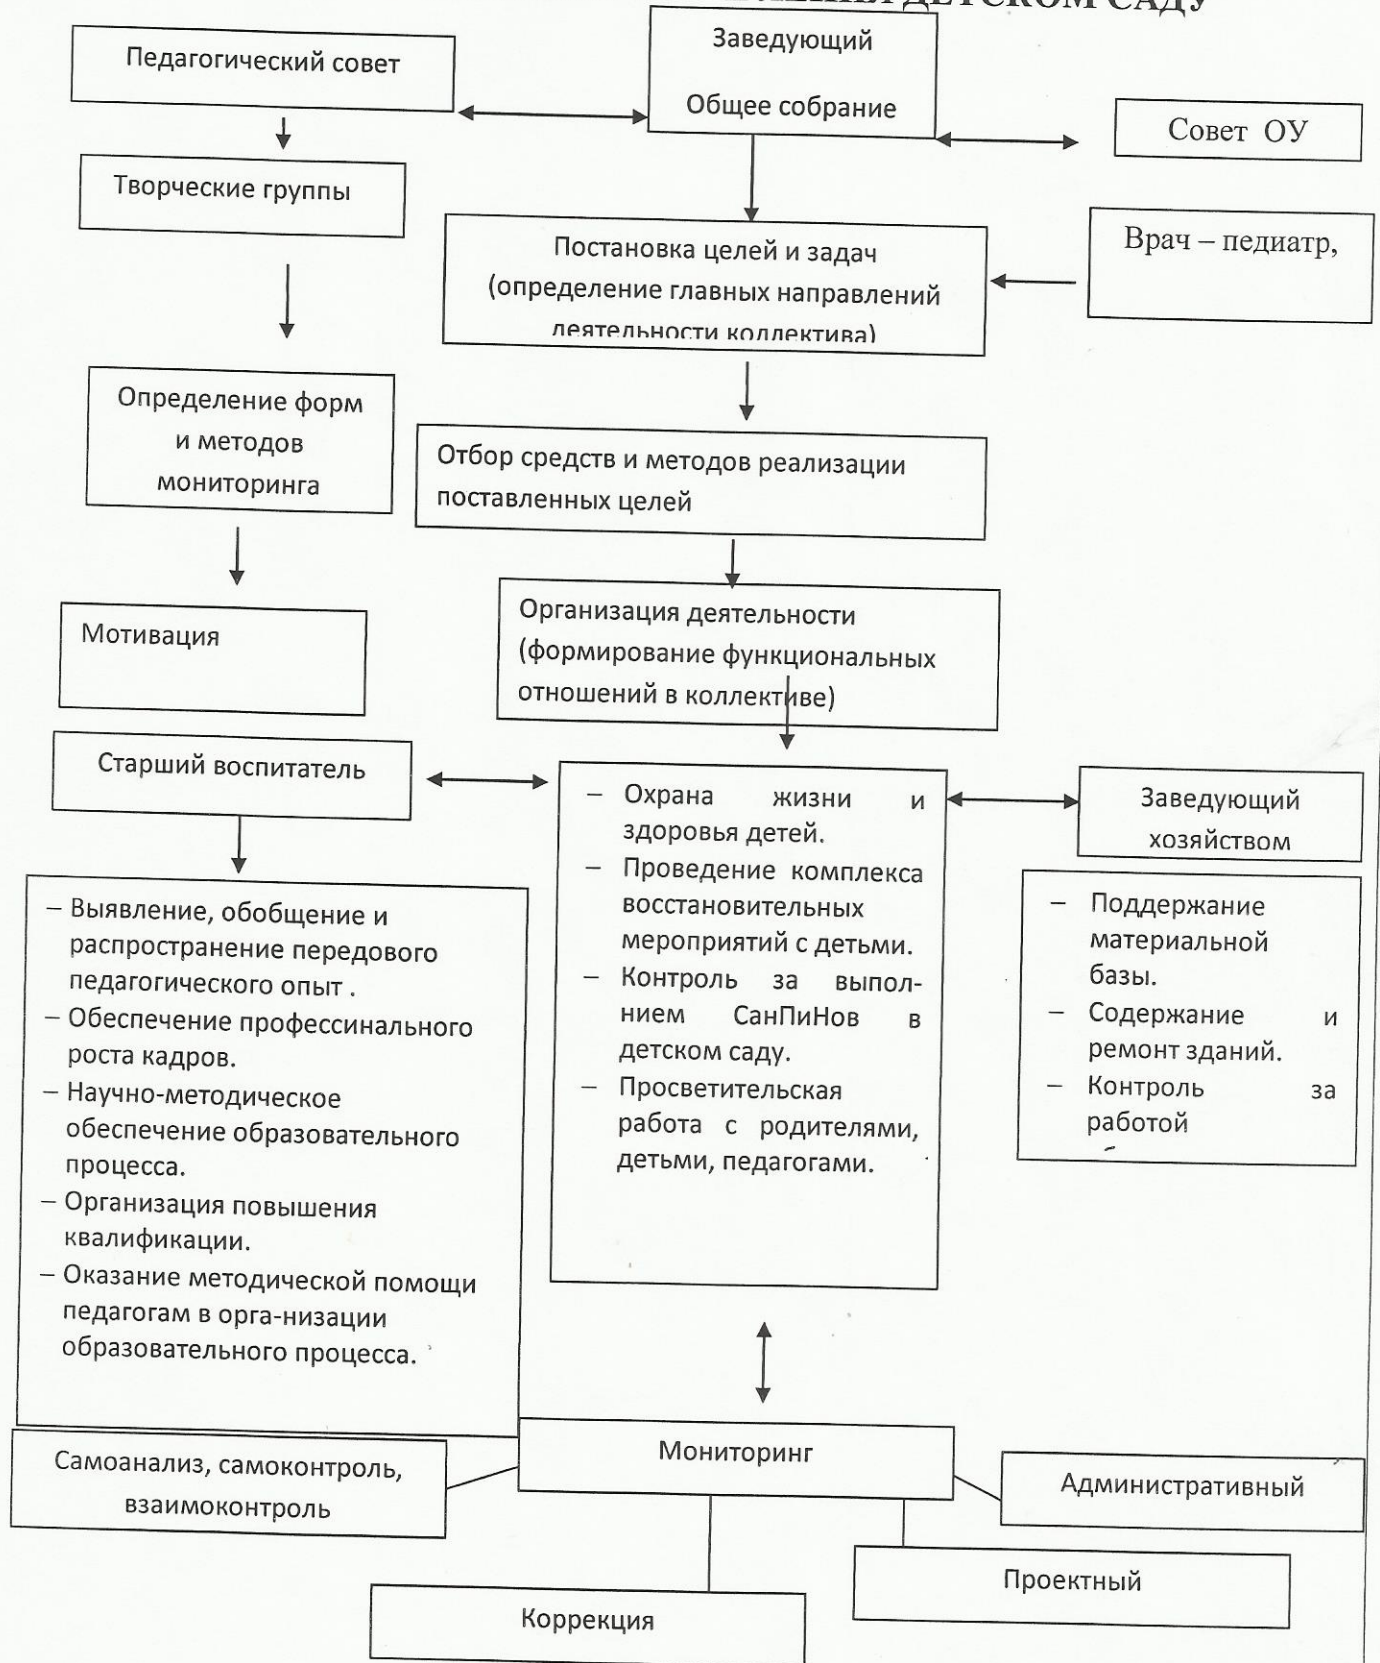 ДЕТСКОМ САДУ
Педагогический совет
Заведующий
Общее собрание
Совет ОУ
Творческие группы
Врач – педиатр,
Постановка целей и задач
(определение главных направлений
деятельности коллектива)
Определение форм
и методов
мониторинга
Отбор средств и методов реализации
поставленных целей
Организация деятельности
(формирование функциональных
отношений в коллективе)
Мотивация
Старший воспитатель
– Охрана жизни и
здоровья детей.
– Проведение комплекса
восстановительных
мероприятий с детьми.
– Контроль за выпол-
нием СанПиНов в
детском саду.
– Просветительская
работа с родителями,
детьми, педагогами.
Заведующий
хозяйством
– Поддержание
материальной
базы.
– Содержание и
ремонт зданий.
– Контроль за
работой
– Выявление, обобщение и
распространение передового
педагогического опыт .
– Обеспечение профессинального
роста кадров.
– Научно-методическое
обеспечение образовательного
процесса.
– Организация повышения
квалификации.
– Оказание методической помощи
педагогам в орга-низации
образовательного процесса.
Самоанализ, самоконтроль,
взаимоконтроль
Мониторинг
Административный
Проектный
Коррекция